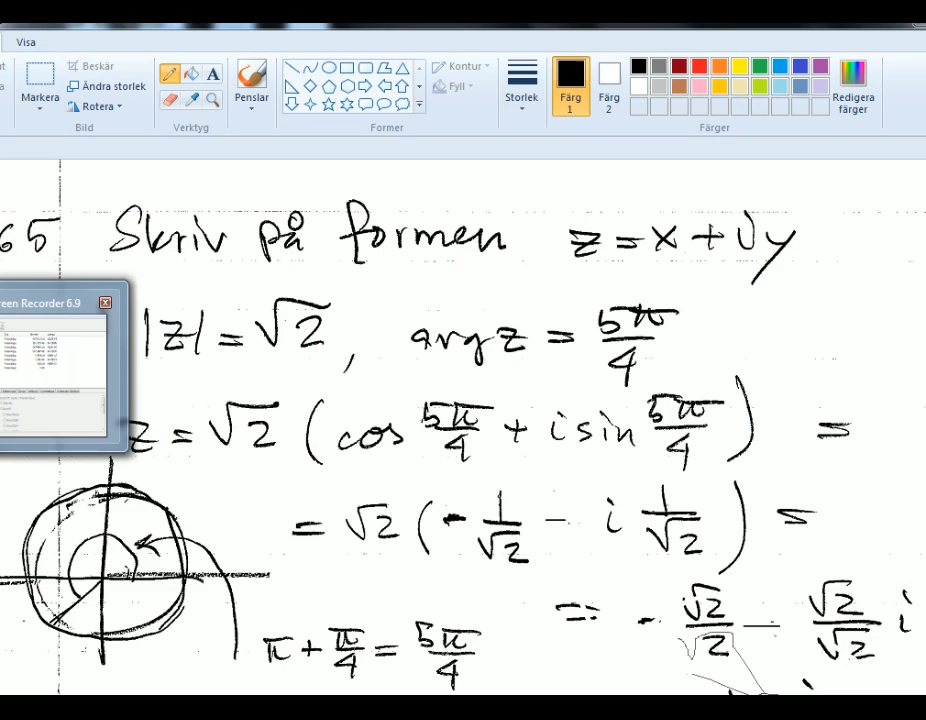 Visa
Beskär
Ändra storlek
Rotera
Markera
Penslar
Kontur
Fyll
Storlek
Färg 1
Färg 2
Redigera färger
Bild
Verktyg
Former
Färger
65 Skriv på formen z = x + iy
reen Recorder 6.9
|z| = √2 , arg z = 5π/4
z = √2 (cos 5π/4 + i sin 5π/4) =
= √2 (- 1/√2 - i 1/√2) =
= - √2/√2 - √2/√2 i
π + π/4 = 5π/4